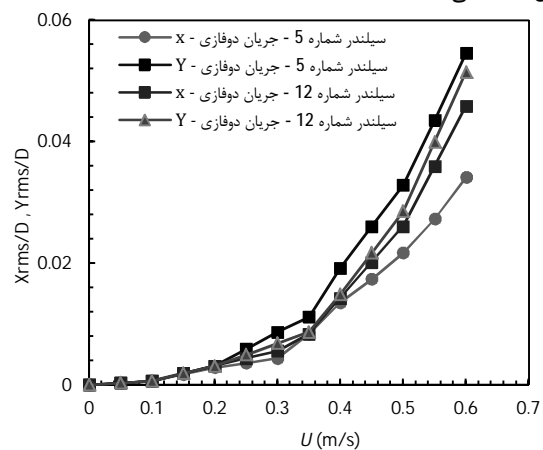 0.06
0.04
0.02
0
Xrms/D , Yrms/D
سیلندر شماره 5 - جریان دوفازی - x
سیلندر شماره 5 - جریان دوفازی - Y
سیلندر شماره 12 - جریان دوفازی - x
سیلندر شماره 12 - جریان دوفازی - Y
0 0.1 0.2 0.3 0.4 0.5 0.6 0.7
U (m/s)